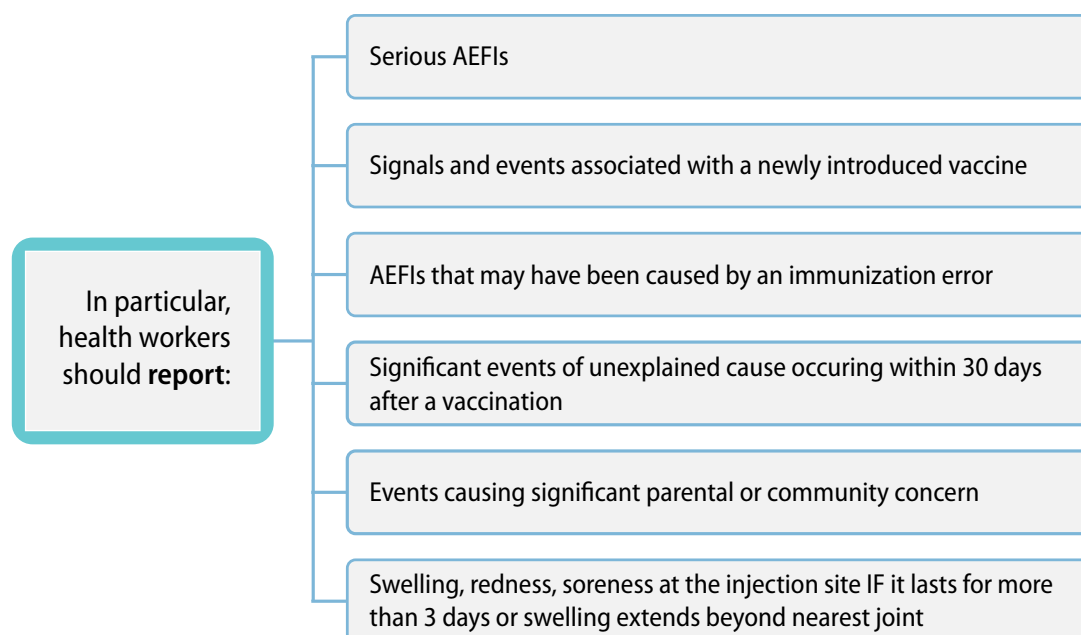 Serious AEFIs
Signals and events associated with a newly introduced vaccine
AEFIs that may have been caused by an immunization error
In particular,
health workers
should report:
Significant events of unexplained cause occuring within 30 days
after a vaccination
Events causing significant parental or community concern
Swelling, redness, soreness at the injection site IF it lasts for more
than 3 days or swelling extends beyond nearest joint